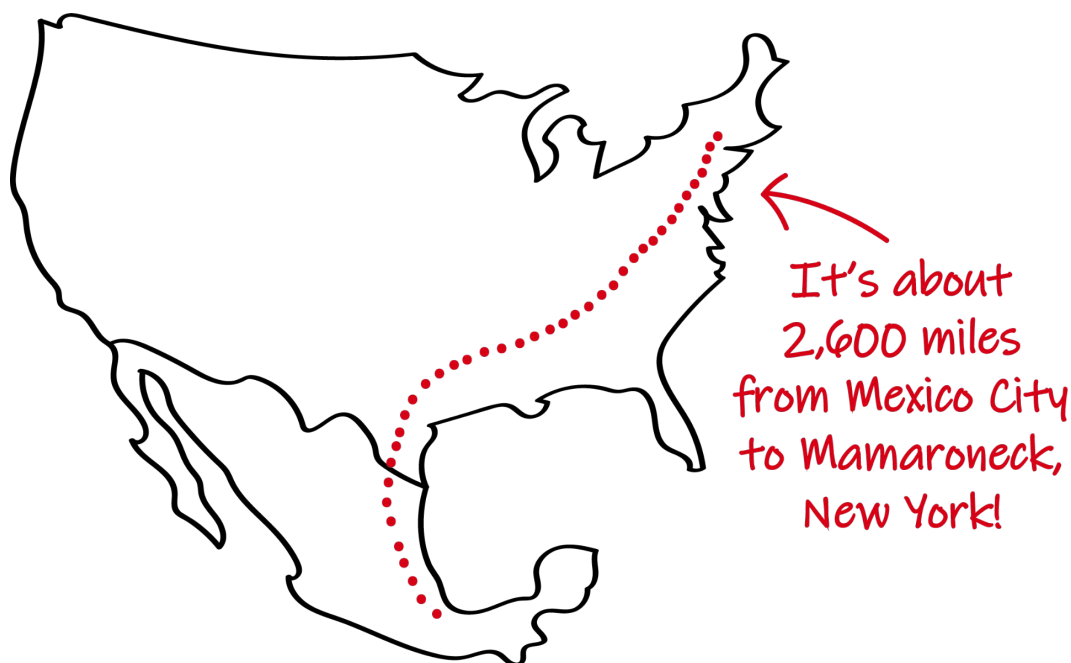 It's about
2,600 miles
from Mexico City
to Mamaroneck,
New York!